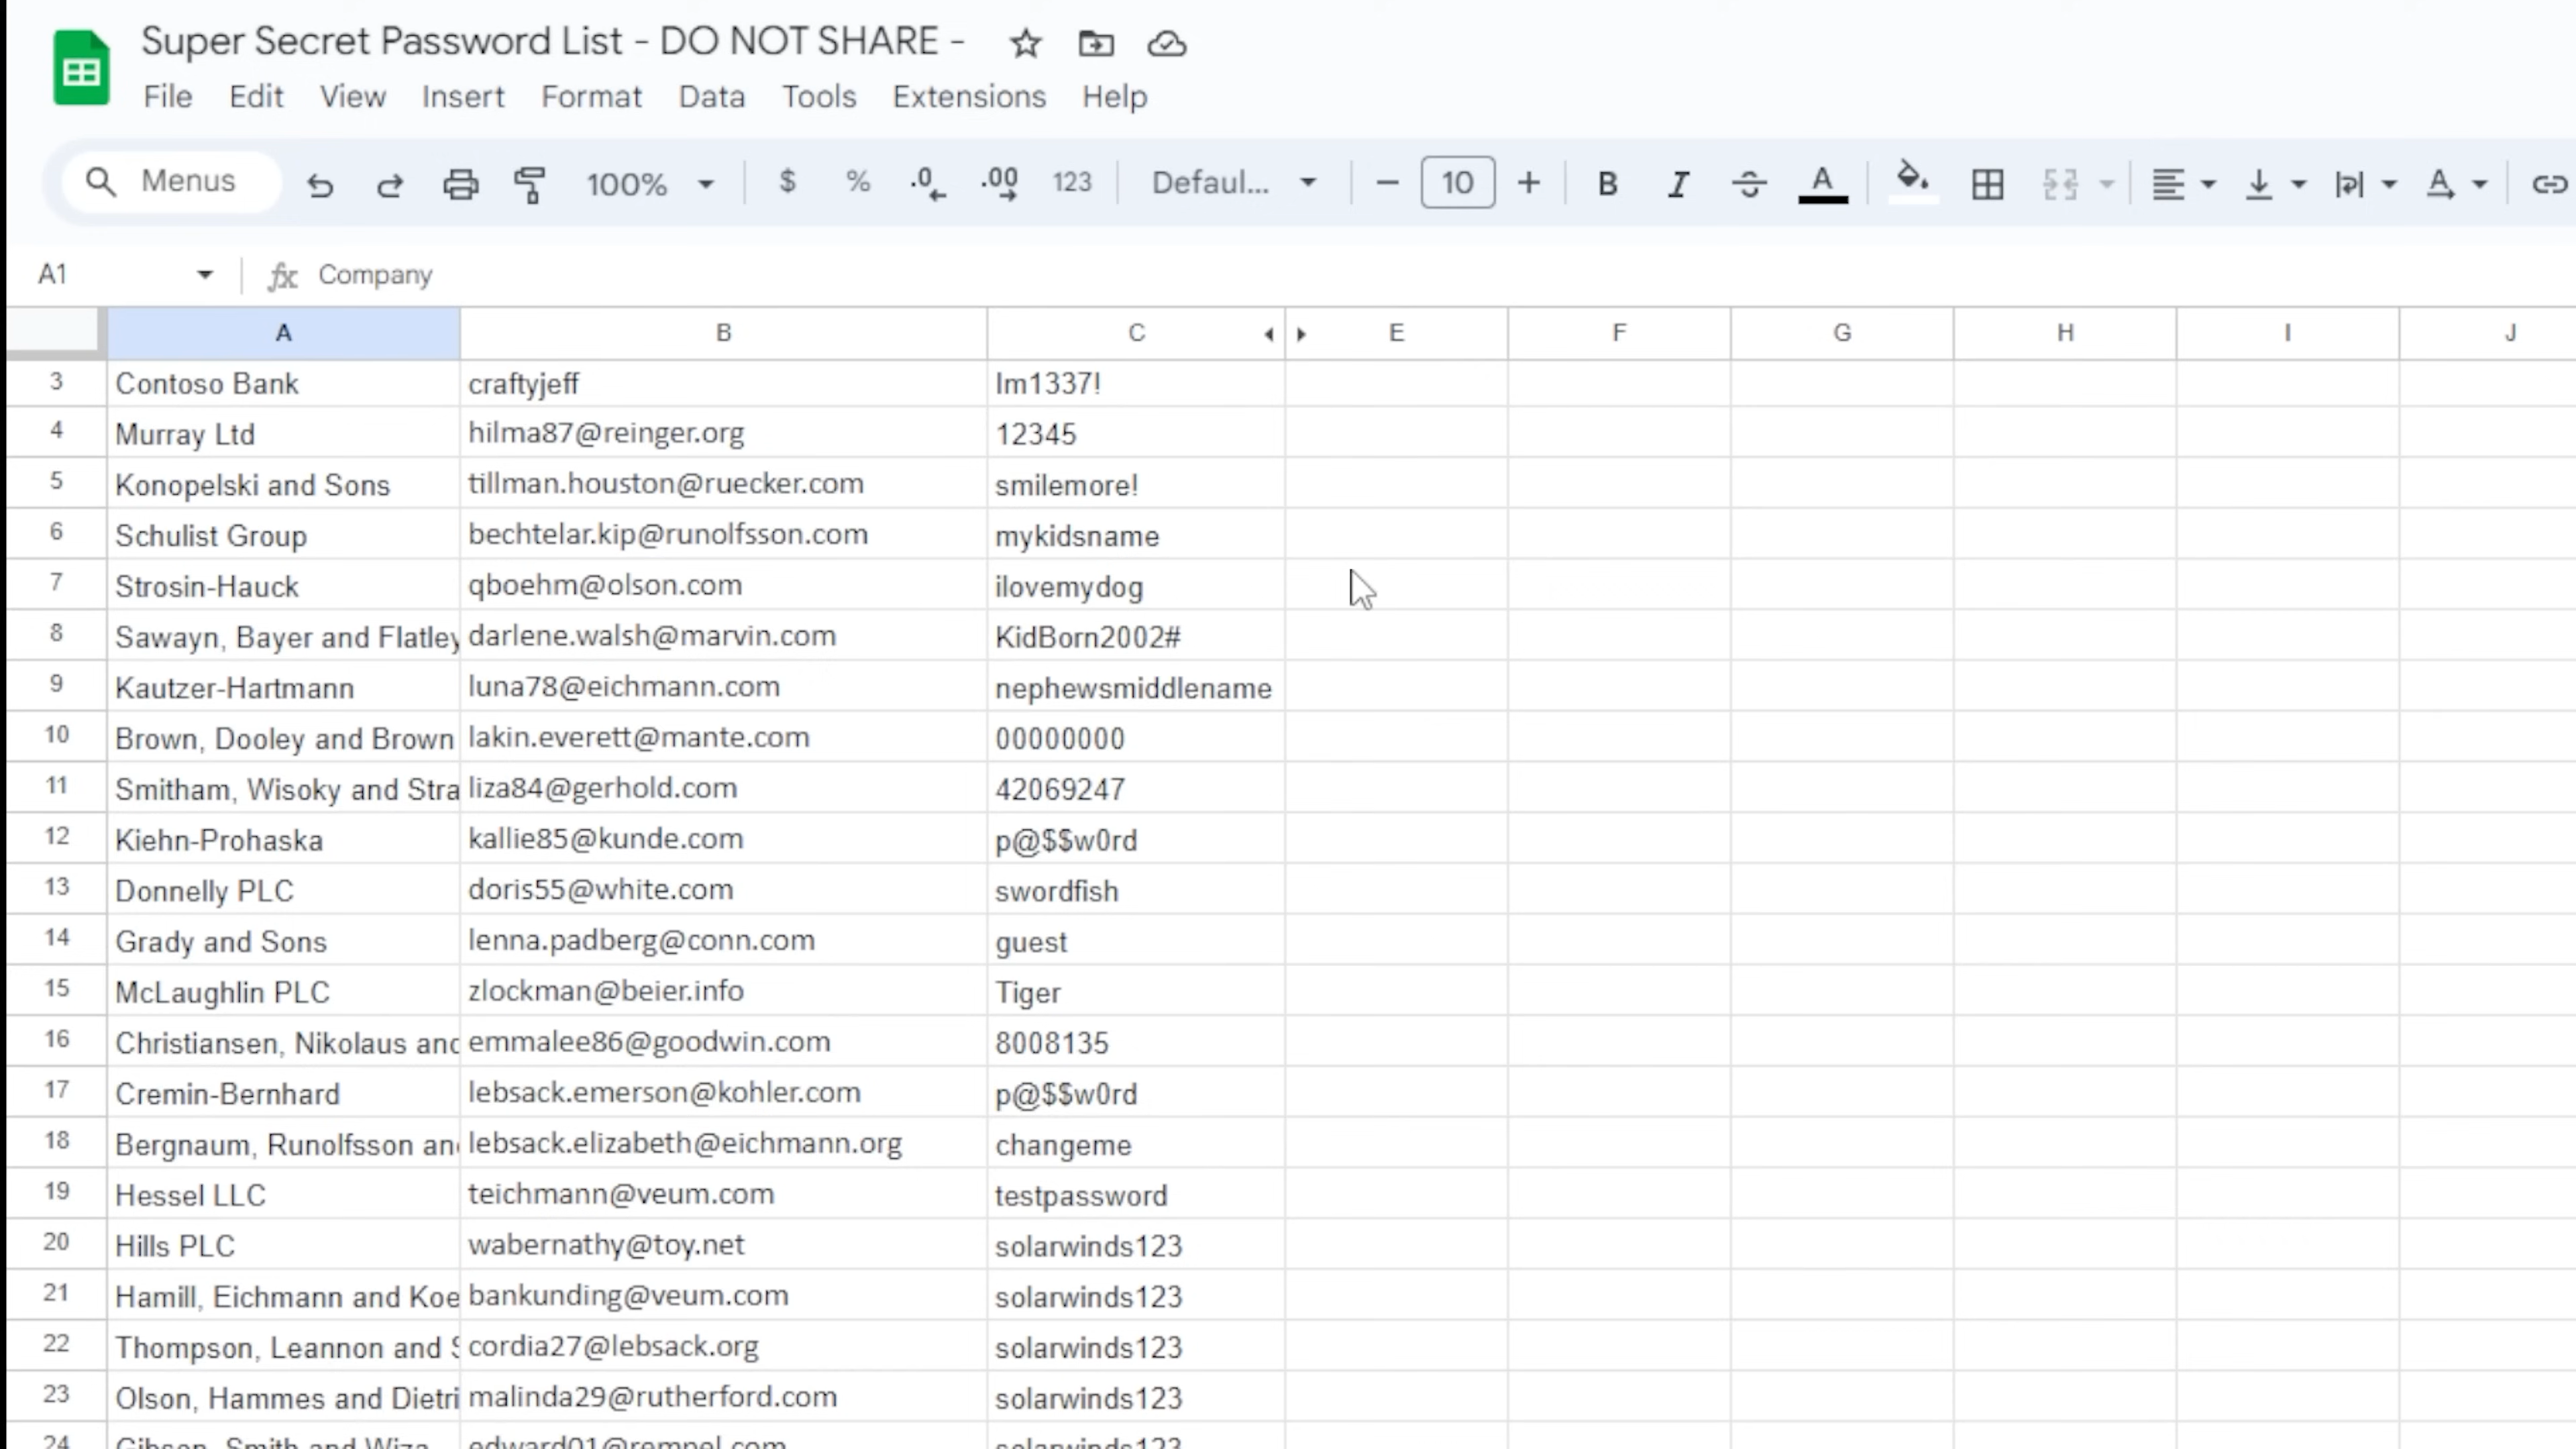 Super Secret Password List - DO NOT SHARE -
File Edit View Insert Format Data Tools Extensions Help
Menus 100% $ % .0 .00 123 Defaul... - 10 + B I A A
A1 fx Company
A B C E F G H I J
3 Contoso Bank craftyjeff Im1337!
4 Murray Ltd hilma87@reinger.org 12345
5 Konopelski and Sons tillman.houston@ruecker.com smilemore!
6 Schulist Group bechtelar.kip@runolfsson.com mykidsname
7 Strosin-Hauck qboehm@olson.com ilovemydog
8 Sawayn, Bayer and Flatley darlene.walsh@marvin.com KidBorn2002#
9 Kautzer-Hartmann luna78@eichmann.com nephewsmiddlename
10 Brown, Dooley and Brown lakin.everett@mante.com 00000000
11 Smitham, Wisoky and Stra liza84@gerhold.com 42069247
12 Kiehn-Prohaska kallie85@kunde.com p@$$w0rd
13 Donnelly PLC doris55@white.com swordfish
14 Grady and Sons lenna.padberg@conn.com guest
15 McLaughlin PLC zlockman@beier.info Tiger
16 Christiansen, Nikolaus and emmalee86@goodwin.com 8008135
17 Cremin-Bernhard lebsack.emerson@kohler.com p@$$w0rd
18 Bergnaum, Runolfsson an lebsack.elizabeth@eichmann.org changeme
19 Hessel LLC teichmann@veum.com testpassword
20 Hills PLC wabernathy@toy.net solarwinds123
21 Hamill, Eichmann and Koe bankunding@veum.com solarwinds123
22 Thompson, Leannon and S cordia27@lebsack.org solarwinds123
23 Olson, Hammes and Dietri malinda29@rutherford.com solarwinds123
24 Gibson, Smith and Wiza edward01@rempel.com solarwinds123